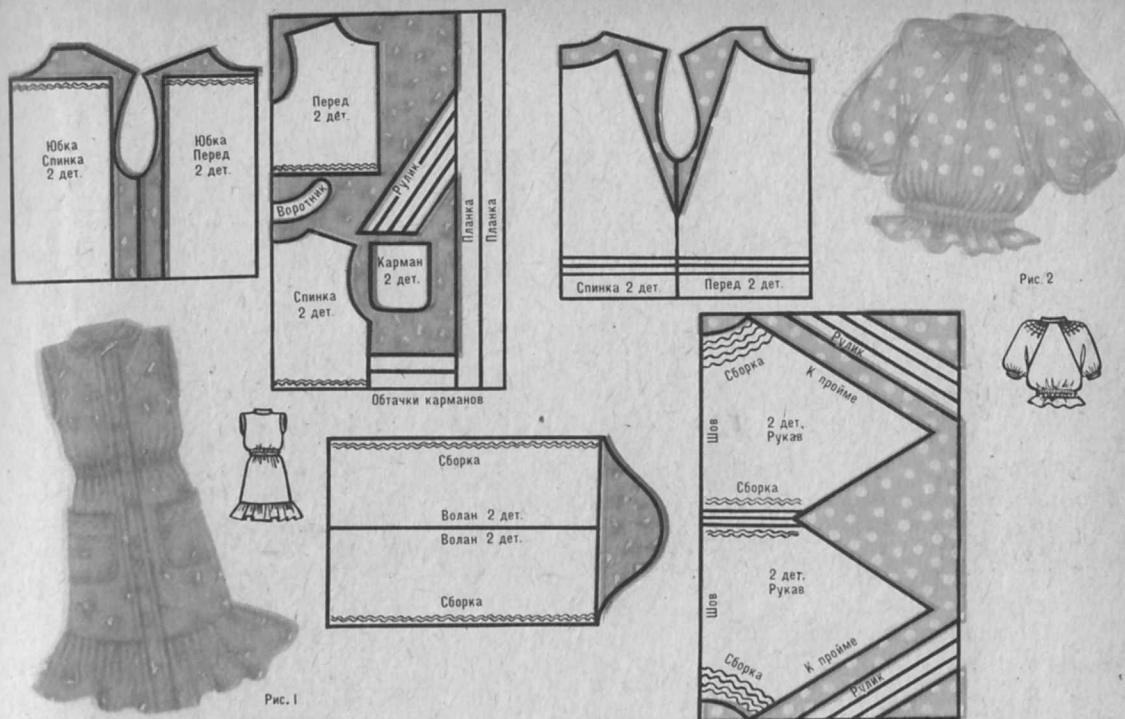 Юбка
Спинка
2 дет.
Юбка
Перед
2 дет.
Перед
2 дет.
Воротник
Рулик
Планка
Планка
Карман
2 дет.
Спинка
2 дет.
Обтачки карманов
Спинка 2 дет.
Перед 2 дет.
Рис. 2
Рис. 1
Сборка
Волан 2 дет.
Волан 2 дет.
Сборка
Сборка
Рулик
К пройме
Шов
2 дет.
Рукав
Сборка
Шов
2 дет.
Рукав
Сборка
К пройме
Рулик